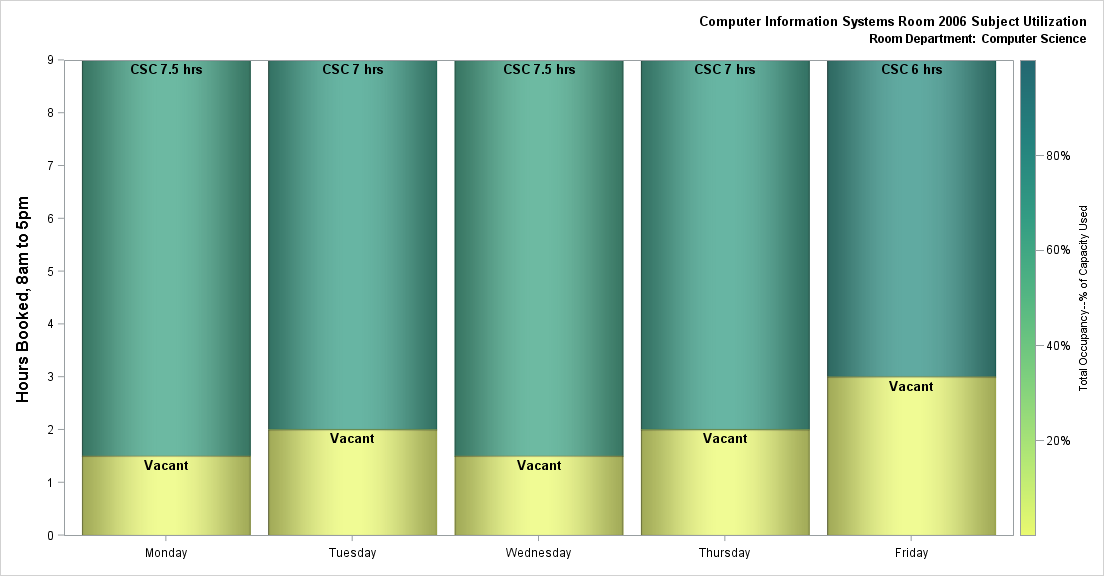 Computer Information Systems Room 2006 Subject Utilization
Room Department: Computer Science
Hours Booked, 8am to 5pm
9
8
7
6
5
4
3
2
1
0
CSC 7.5 hrs
CSC 7 hrs
CSC 7.5 hrs
CSC 7 hrs
CSC 6 hrs
Vacant
Vacant
Vacant
Vacant
Vacant
Monday
Tuesday
Wednesday
Thursday
Friday
80%
60%
40%
20%
Total Occupancy--% of Capacity Used